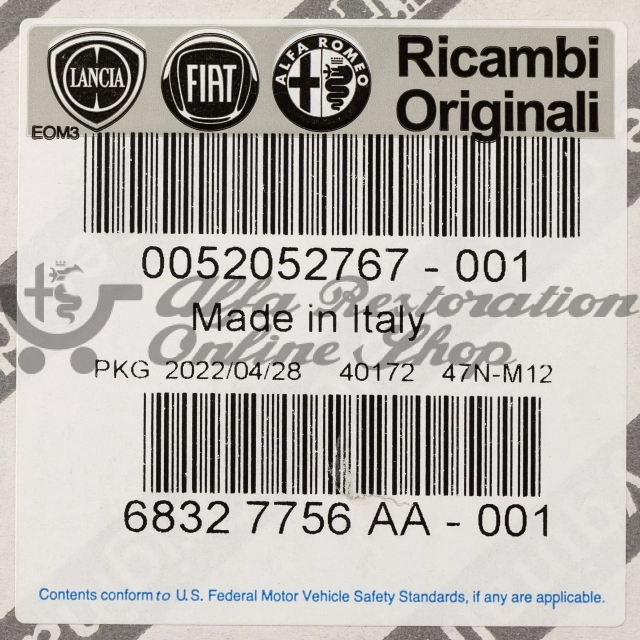 LANCIA FIAT ALFA ROMEO Ricambi
Originali
EOM3
0052052767 - 001
Alfa Restoration
Made in Italy
Online Shop
PKG 2022/04/28 40172 47N-M12
6832 7756 AA - 001
Contents conform to U.S. Federal Motor Vehicle Safety Standards, if any are applicable.